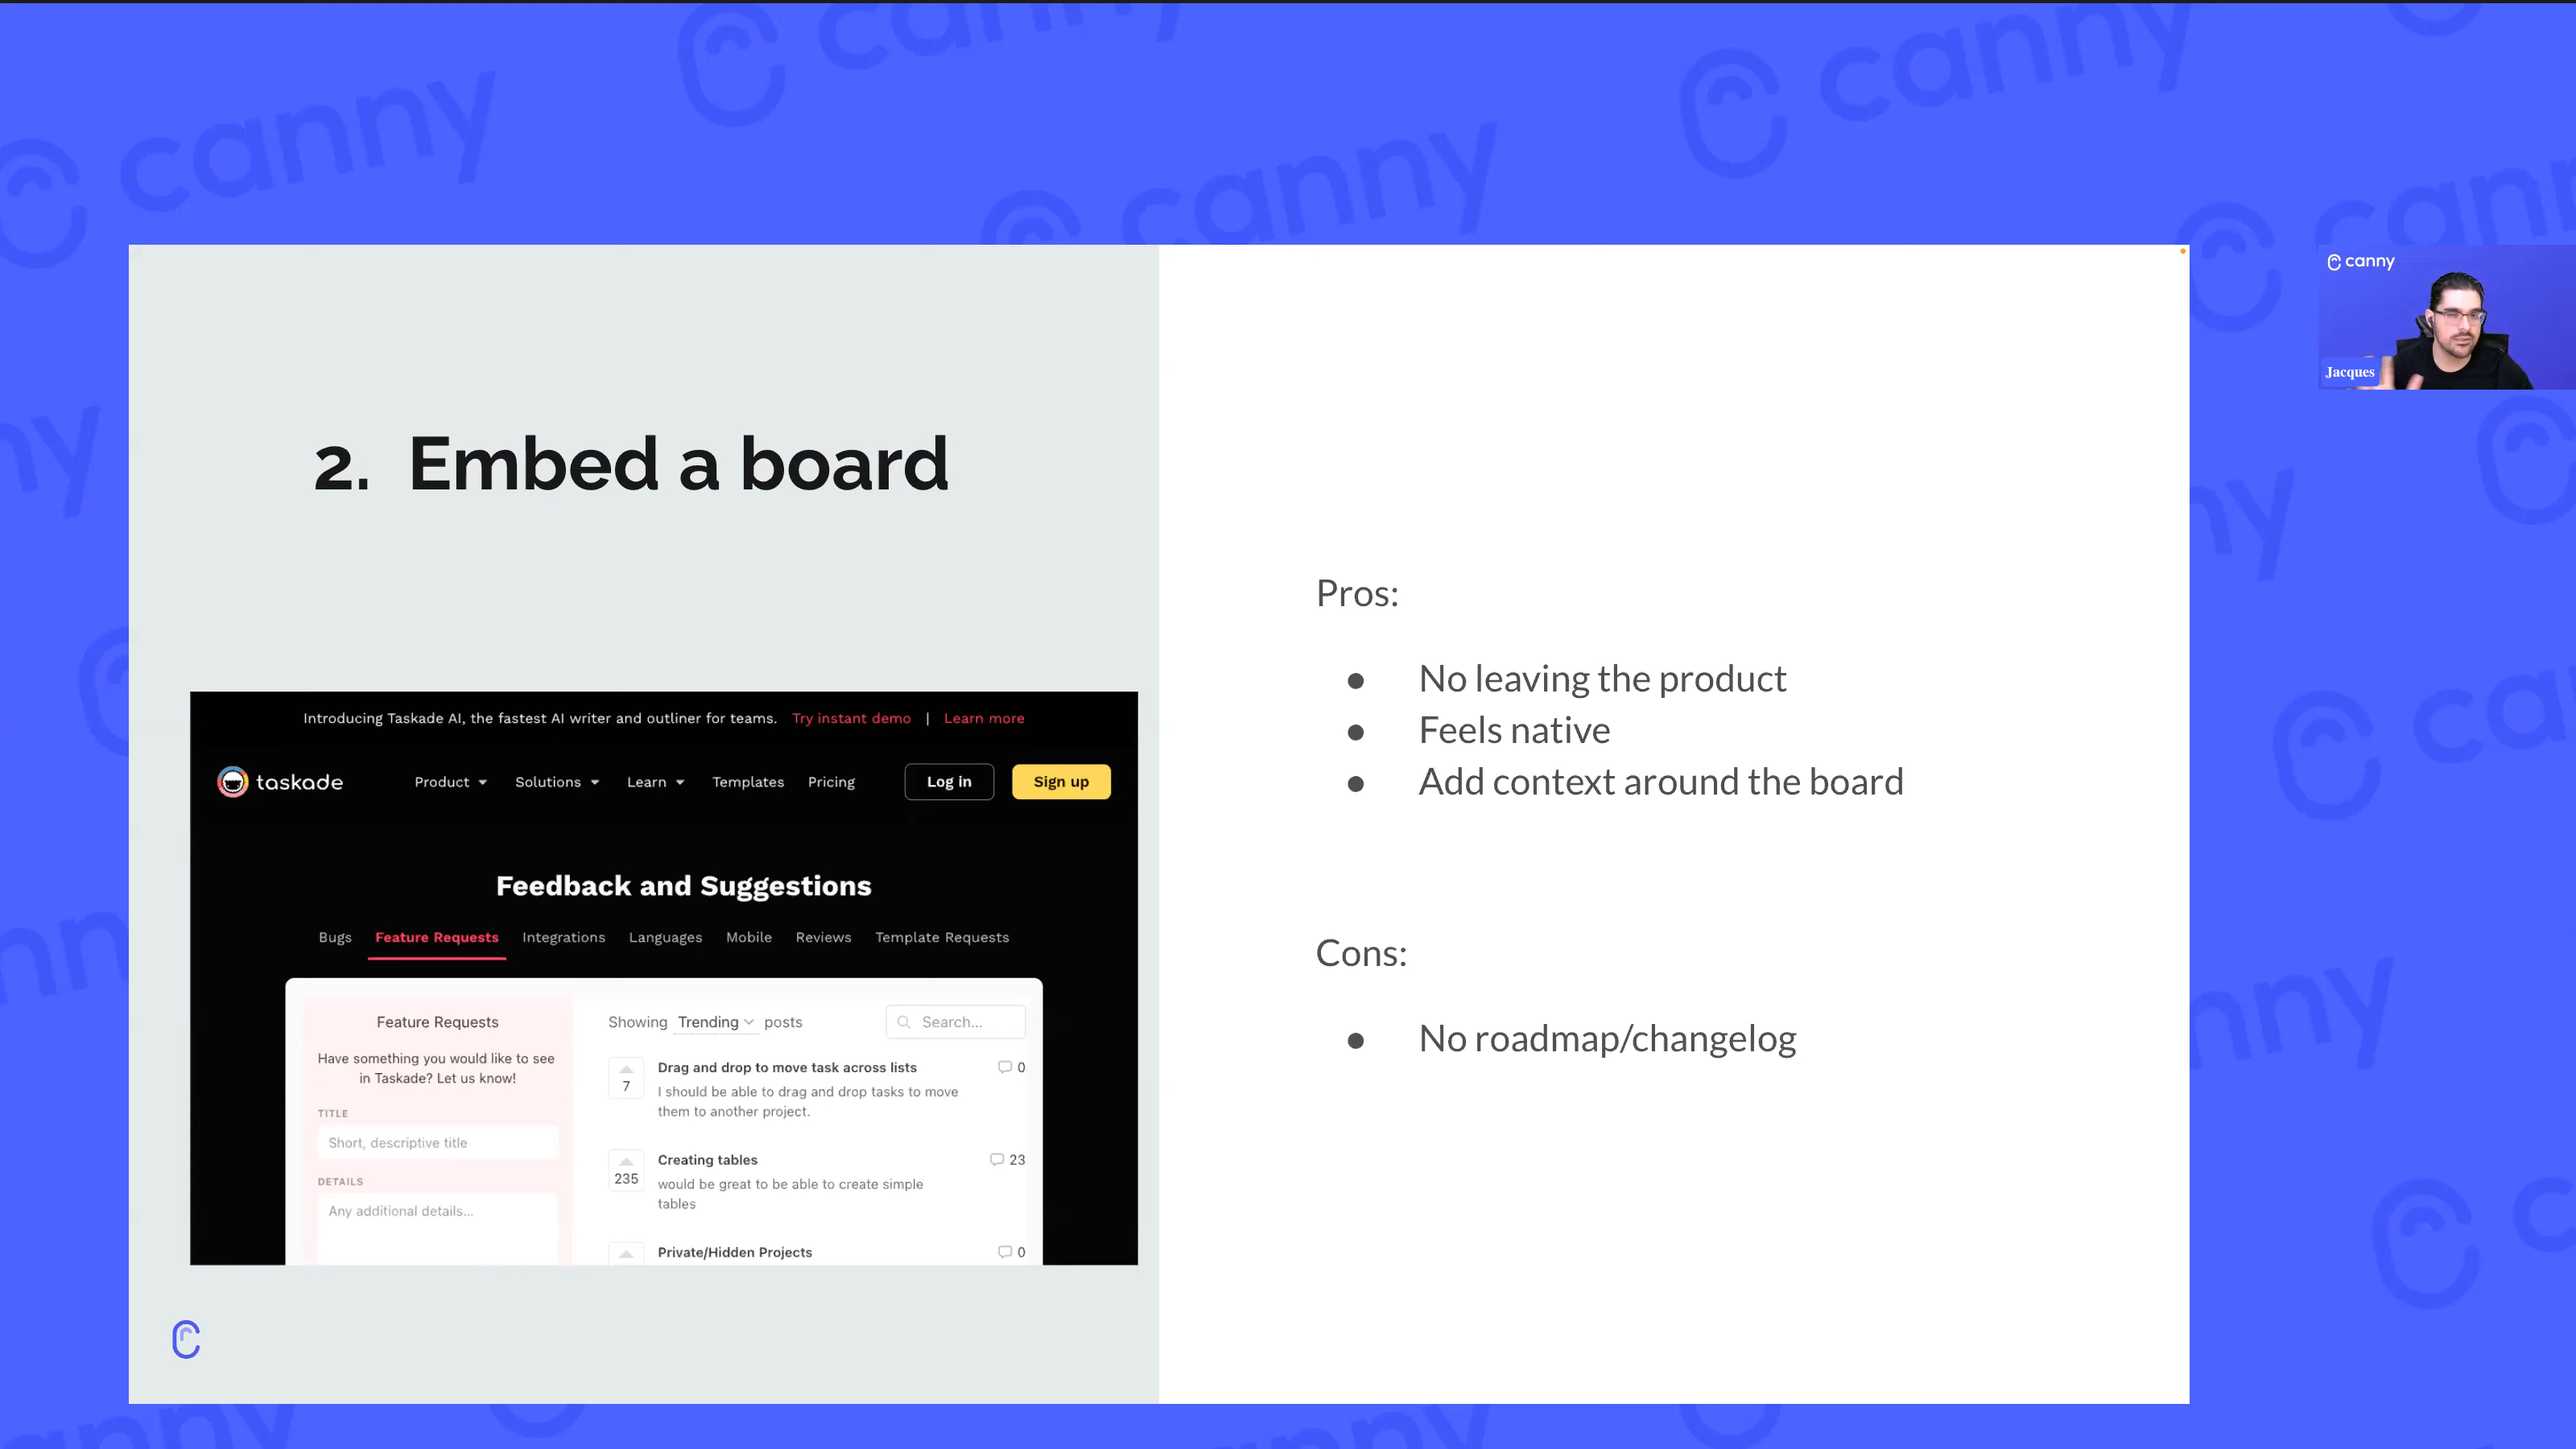 canny
canny
canny
canny
2. Embed a board
Introducing Taskade AI, the fastest AI writer and outliner for teams. Try instant demo | Learn more
taskade
Product
Solutions
Learn
Templates
Pricing
Log in
Sign up
Feedback and Suggestions
Bugs
Feature Requests
Integrations
Languages
Mobile
Reviews
Template Requests
Feature Requests
Have something you would like to see
in Taskade? Let us know!
TITLE
Short, descriptive title
DETAILS
Any additional details...
Showing Trending posts
Search...
7
Drag and drop to move task across lists
0
I should be able to drag and drop tasks to move
them to another project.
235
Creating tables
23
would be great to be able to create simple
tables
Private/Hidden Projects
0
Pros:
● No leaving the product
● Feels native
● Add context around the board
Cons:
● No roadmap/changelog
canny
Jacques